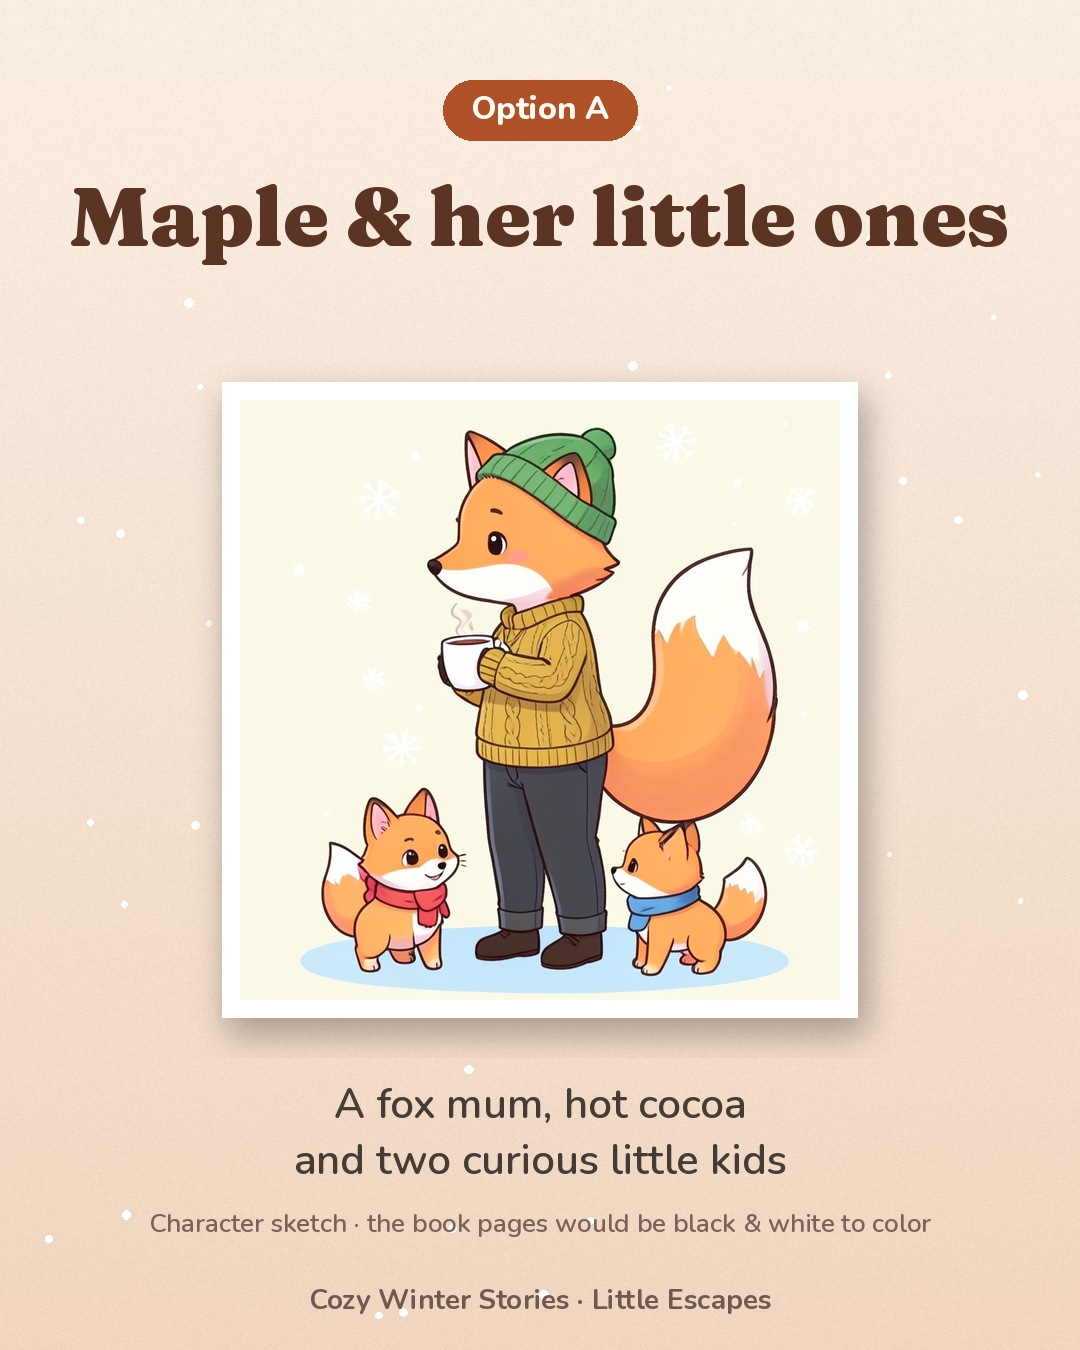 Option A
Maple & her little ones
A fox mum, hot cocoa
and two curious little kids
Character sketch · the book pages would be black & white to color
Cozy Winter Stories · Little Escapes